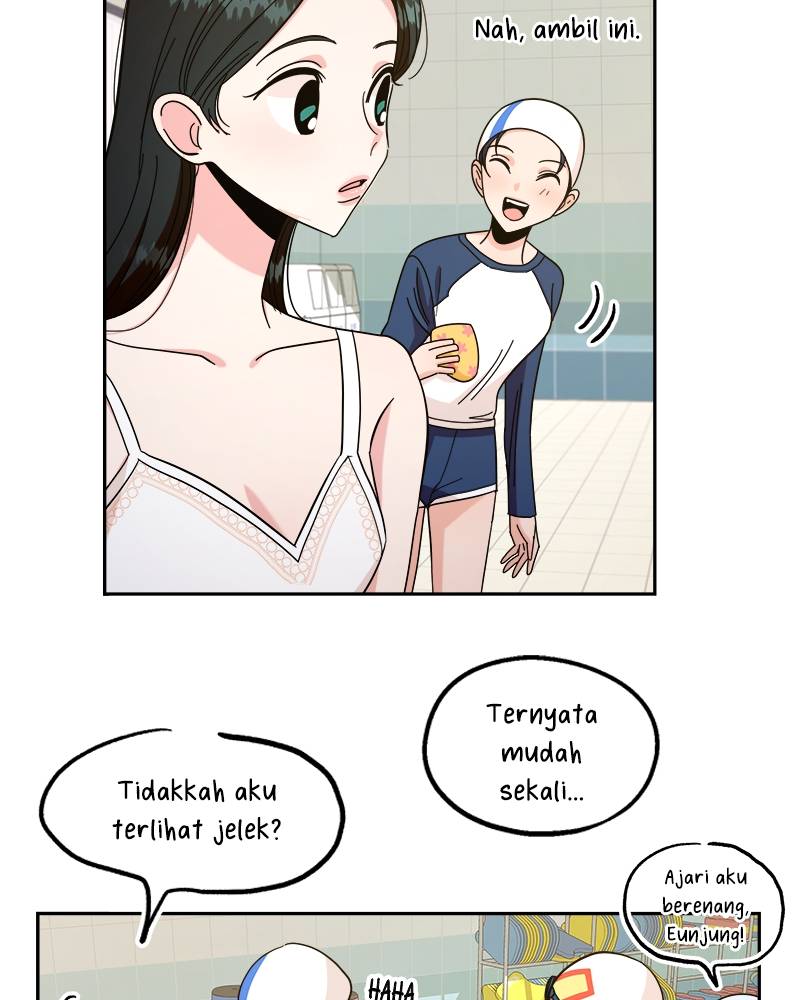 Nah, ambil ini.
Ternyata
mudah
sekali...
Tidakkah aku
terlihat jelek?
Ajari aku
berenang,
Eunjung!
HAHA